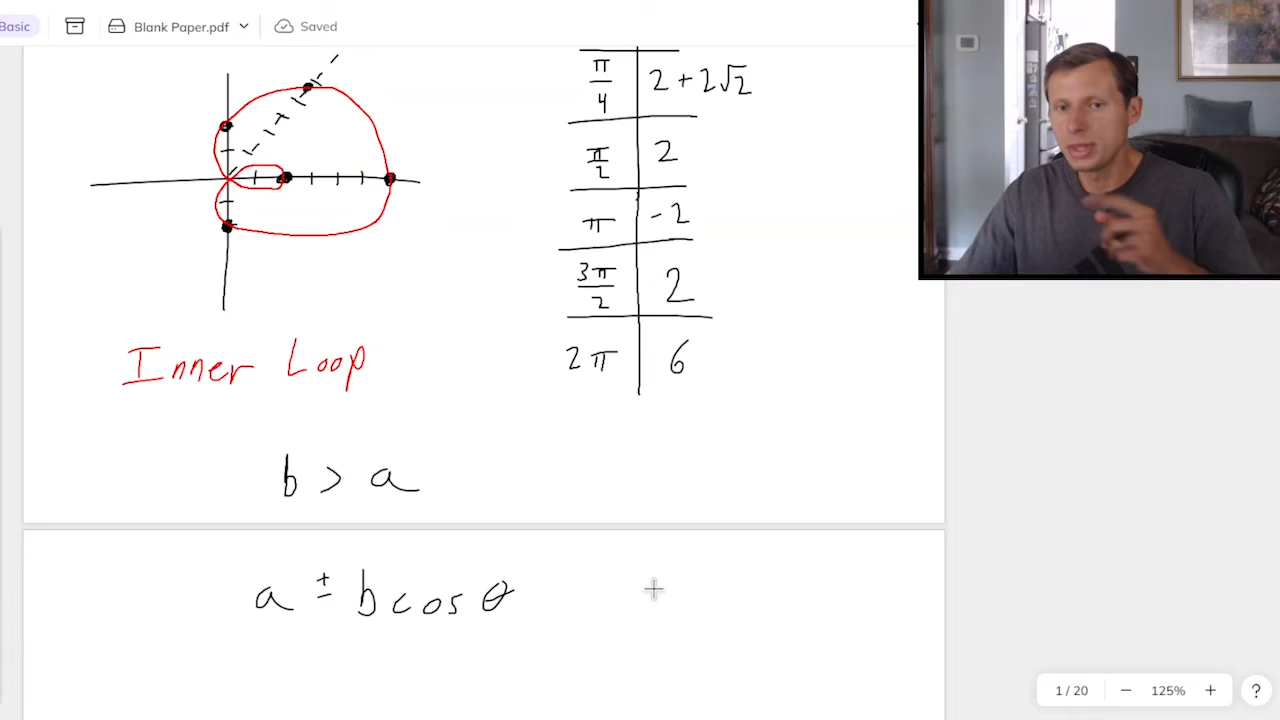 Basic
Blank Paper.pdf
Saved
π/4 | 2 + 2√2
π/2 | 2
π | -2
3π/2 | 2
2π | 6
Inner Loop
b > a
a ± b cos θ
1 / 20
125%
?